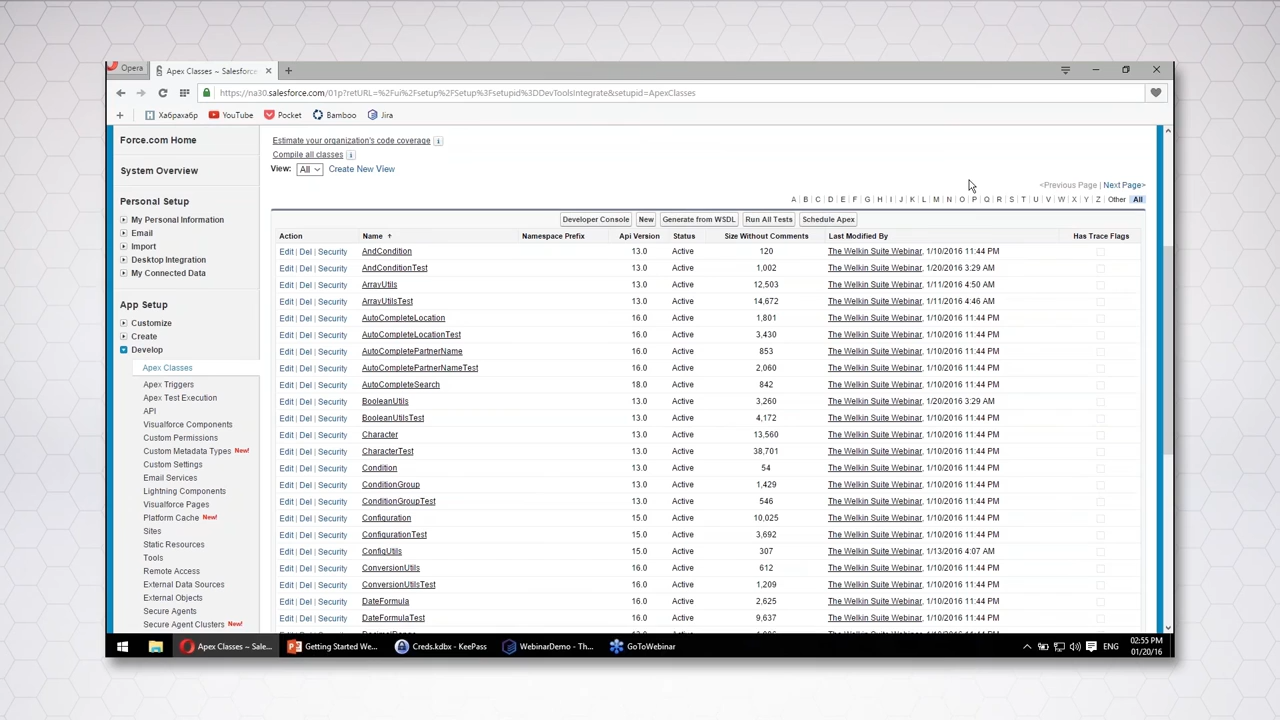 Opera
Apex Classes ~ Salesforce
https://na30.salesforce.com/01p?retURL=%2Fui%2Fsetup%2FSetup%3Fsetupid%3DDevToolsIntegrate&setupid=ApexClasses
Хабрахабр YouTube Pocket Bamboo Jira
Force.com Home
System Overview
Personal Setup
My Personal Information
Email
Import
Desktop Integration
My Connected Data
App Setup
Customize
Create
Develop
Apex Classes
Apex Triggers
Apex Test Execution
API
Visualforce Components
Custom Permissions
Custom Metadata Types New!
Custom Settings
Email Services
Lightning Components
Visualforce Pages
Platform Cache New!
Sites
Static Resources
Tools
Remote Access
External Data Sources
External Objects
Secure Agents
Secure Agent Clusters New!
Estimate your organization's code coverage i
Compile all classes i
View: All Create New View
<Previous Page | Next Page>
A B C D E F G H I J K L M N O P Q R S T U V W X Y Z Other All
Developer Console New Generate from WSDL Run All Tests Schedule Apex
Action Name Namespace Prefix Api Version Status Size Without Comments Last Modified By Has Trace Flags
Edit | Del | Security AndCondition 13.0 Active 120 The Welkin Suite Webinar, 1/10/2016 11:44 PM
Edit | Del | Security AndConditionTest 13.0 Active 1,002 The Welkin Suite Webinar, 1/20/2016 3:29 AM
Edit | Del | Security ArrayUtils 13.0 Active 12,503 The Welkin Suite Webinar, 1/11/2016 4:50 AM
Edit | Del | Security ArrayUtilsTest 13.0 Active 14,672 The Welkin Suite Webinar, 1/11/2016 4:46 AM
Edit | Del | Security AutoCompleteLocation 16.0 Active 1,801 The Welkin Suite Webinar, 1/10/2016 11:44 PM
Edit | Del | Security AutoCompleteLocationTest 16.0 Active 3,430 The Welkin Suite Webinar, 1/10/2016 11:44 PM
Edit | Del | Security AutoCompletePartnerName 16.0 Active 853 The Welkin Suite Webinar, 1/10/2016 11:44 PM
Edit | Del | Security AutoCompletePartnerNameTest 16.0 Active 2,060 The Welkin Suite Webinar, 1/10/2016 11:44 PM
Edit | Del | Security AutoCompleteSearch 18.0 Active 842 The Welkin Suite Webinar, 1/10/2016 11:44 PM
Edit | Del | Security BooleanUtils 13.0 Active 3,260 The Welkin Suite Webinar, 1/20/2016 3:29 AM
Edit | Del | Security BooleanUtilsTest 13.0 Active 4,172 The Welkin Suite Webinar, 1/10/2016 11:44 PM
Edit | Del | Security Character 13.0 Active 13,560 The Welkin Suite Webinar, 1/10/2016 11:44 PM
Edit | Del | Security CharacterTest 13.0 Active 38,701 The Welkin Suite Webinar, 1/10/2016 11:44 PM
Edit | Del | Security Condition 13.0 Active 54 The Welkin Suite Webinar, 1/10/2016 11:44 PM
Edit | Del | Security ConditionGroup 13.0 Active 1,429 The Welkin Suite Webinar, 1/10/2016 11:44 PM
Edit | Del | Security ConditionGroupTest 13.0 Active 546 The Welkin Suite Webinar, 1/10/2016 11:44 PM
Edit | Del | Security Configuration 15.0 Active 10,025 The Welkin Suite Webinar, 1/10/2016 11:44 PM
Edit | Del | Security ConfigurationTest 15.0 Active 3,692 The Welkin Suite Webinar, 1/10/2016 11:44 PM
Edit | Del | Security ConfigUtils 15.0 Active 307 The Welkin Suite Webinar, 1/13/2016 4:07 AM
Edit | Del | Security ConversionUtils 16.0 Active 612 The Welkin Suite Webinar, 1/10/2016 11:44 PM
Edit | Del | Security ConversionUtilsTest 16.0 Active 1,209 The Welkin Suite Webinar, 1/10/2016 11:44 PM
Edit | Del | Security DateFormula 16.0 Active 2,625 The Welkin Suite Webinar, 1/10/2016 11:44 PM
Edit | Del | Security DateFormulaTest 16.0 Active 9,637 The Welkin Suite Webinar, 1/10/2016 11:44 PM
Apex Classes ~ Sale... Getting Started We... Creds.kdbx - KeePass WebinarDemo - Th... GoToWebinar ENG 02:55 PM
01/20/16